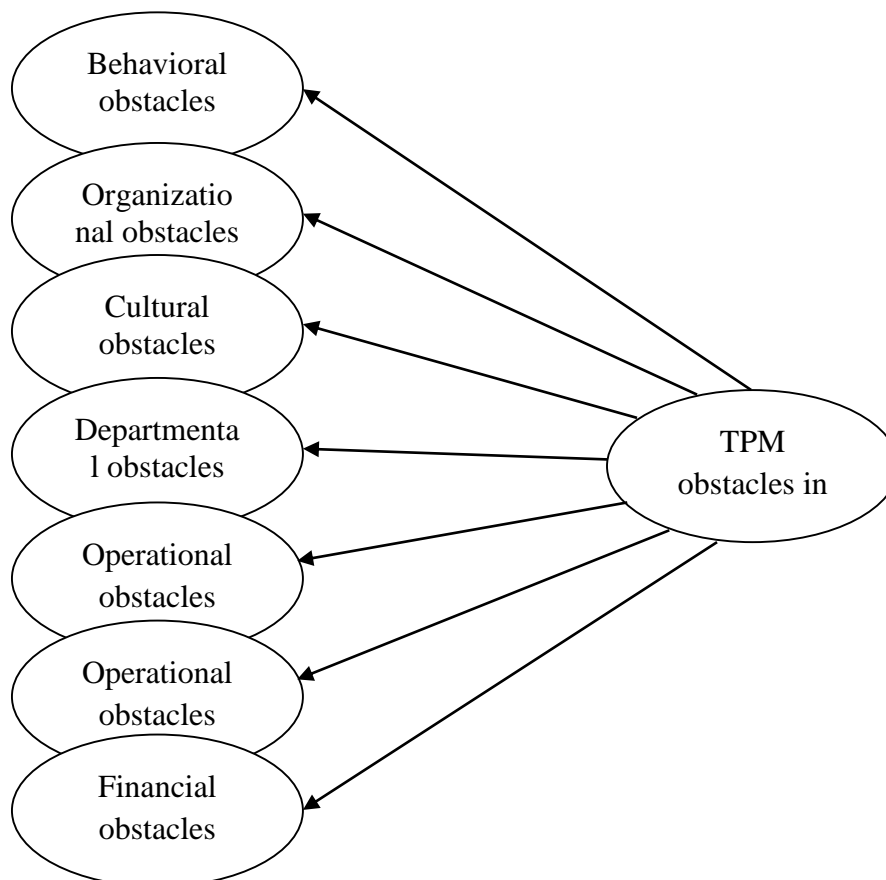 Behavioral
obstacles
Organizatio
nal obstacles
Cultural
obstacles
Departmenta
l obstacles
Operational
obstacles
Operational
obstacles
Financial
obstacles
TPM
obstacles in